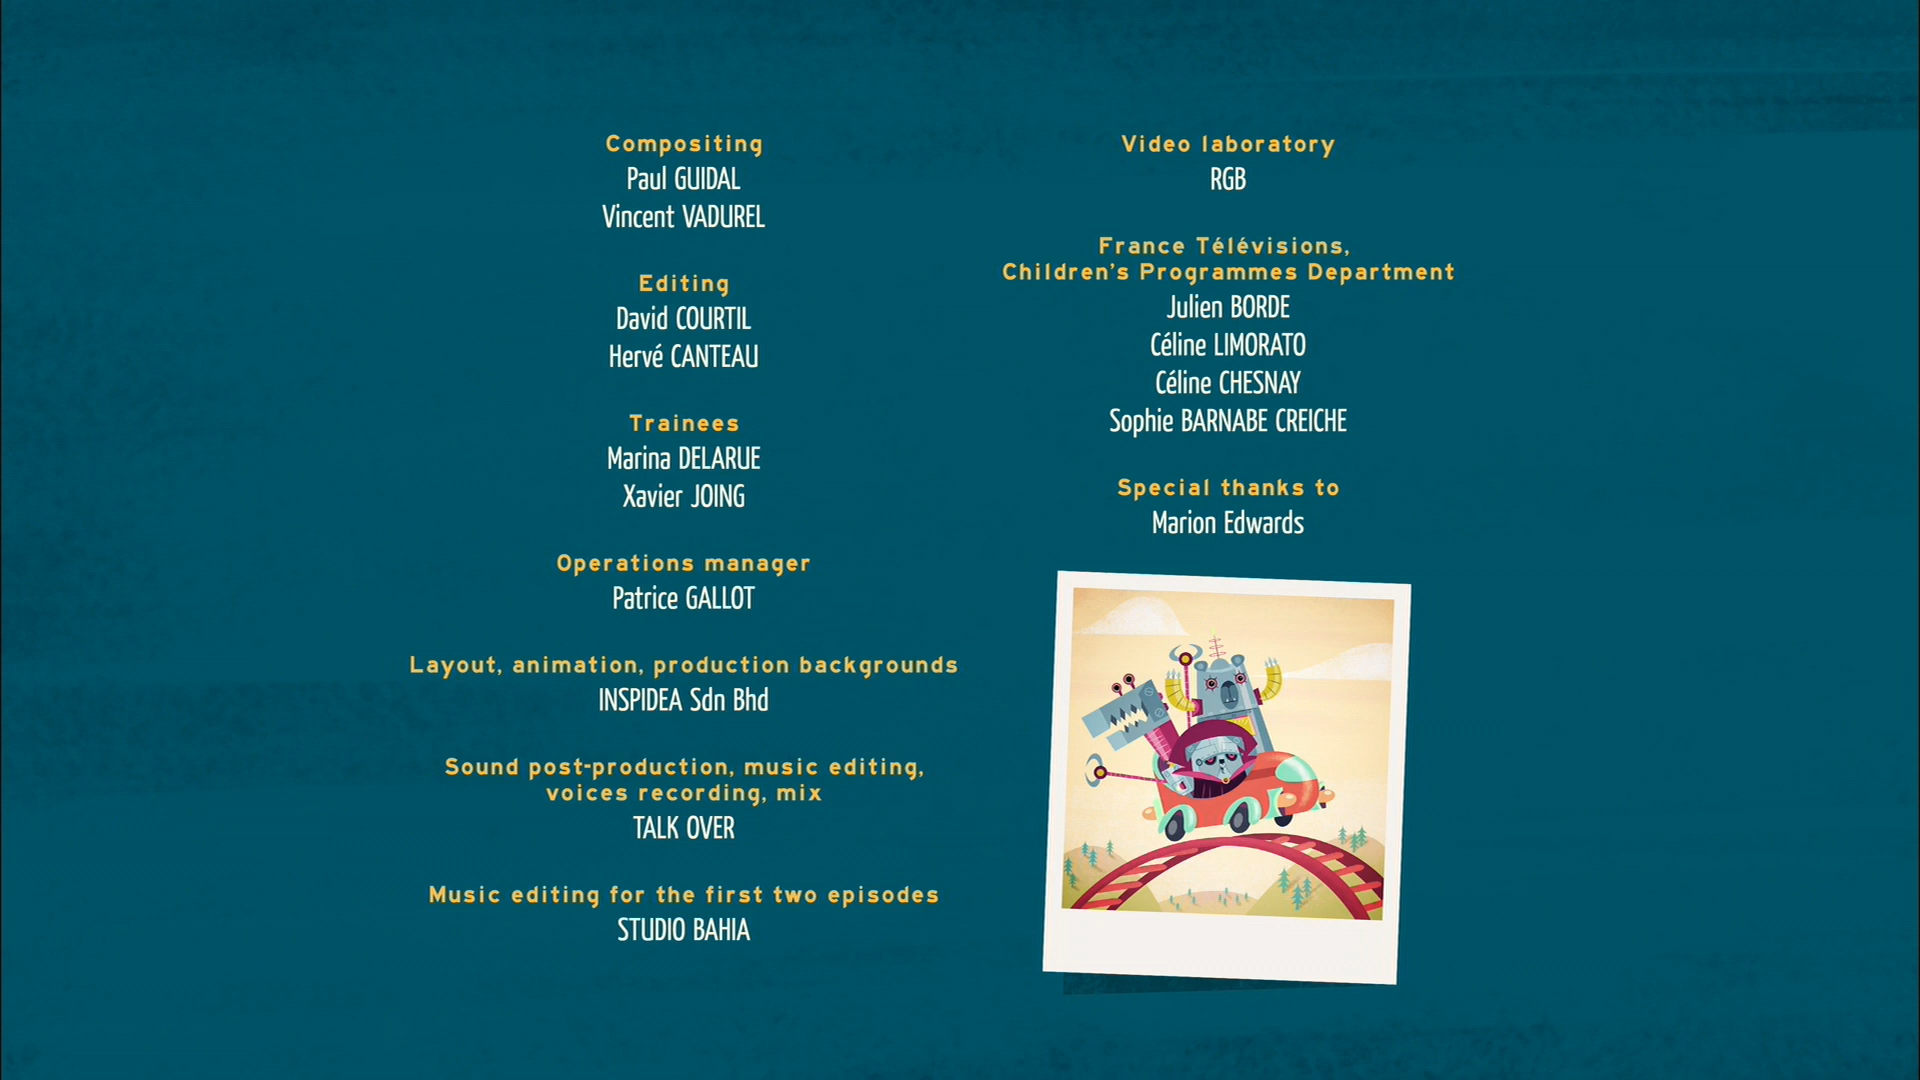 Compositing
Paul GUIDAL
Vincent VADUREL
Editing
David COURTIL
Hervé CANTEAU
Trainees
Marina DELARUE
Xavier JOING
Operations manager
Patrice GALLOT
Layout, animation, production backgrounds
INSPIDEA Sdn Bhd
Sound post-production, music editing,
voices recording, mix
TALK OVER
Music editing for the first two episodes
STUDIO BAHIA
Video laboratory
RGB
France Télévisions,
Children's Programmes Department
Julien BORDE
Céline LIMORATO
Céline CHESNAY
Sophie BARNABE CREICHE
Special thanks to
Marion Edwards